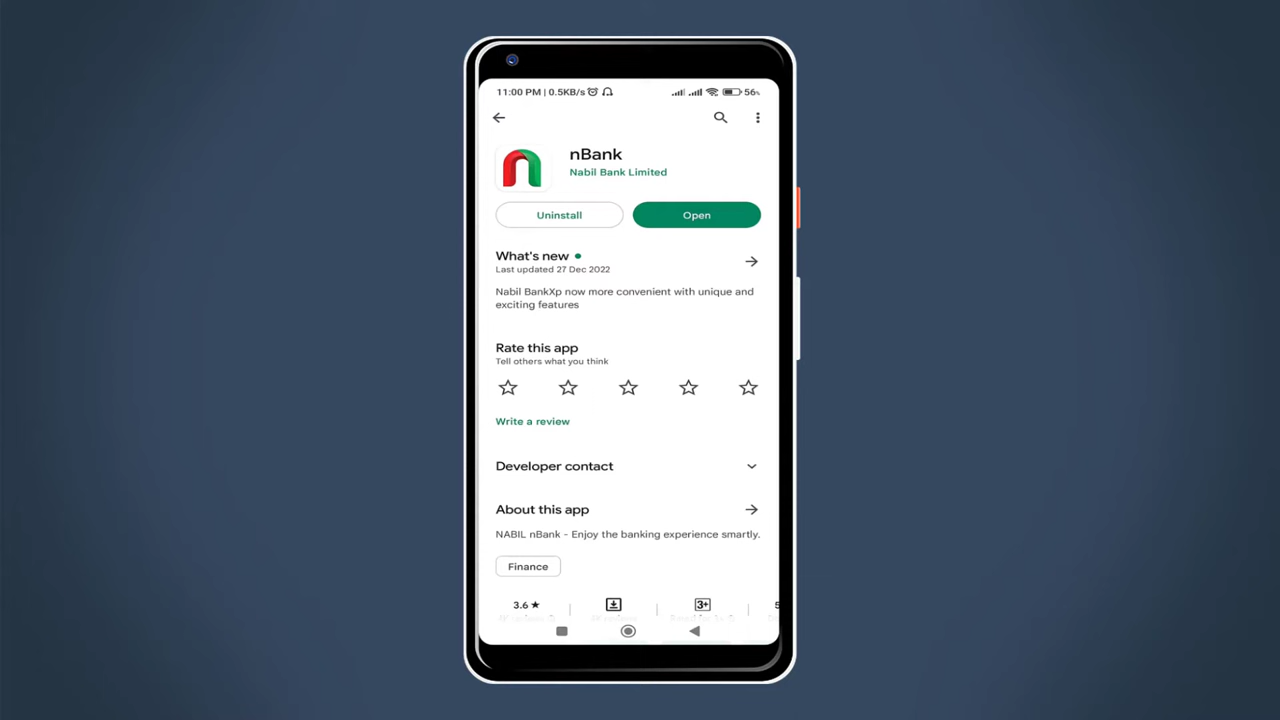 11:00 PM | 0.5KB/s 56%
nBank
Nabil Bank Limited
Uninstall
Open
What's new
Last updated 27 Dec 2022
Nabil BankXp now more convenient with unique and
exciting features
Rate this app
Tell others what you think
Write a review
Developer contact
About this app
NABIL nBank - Enjoy the banking experience smartly.
Finance
3.6★
3+